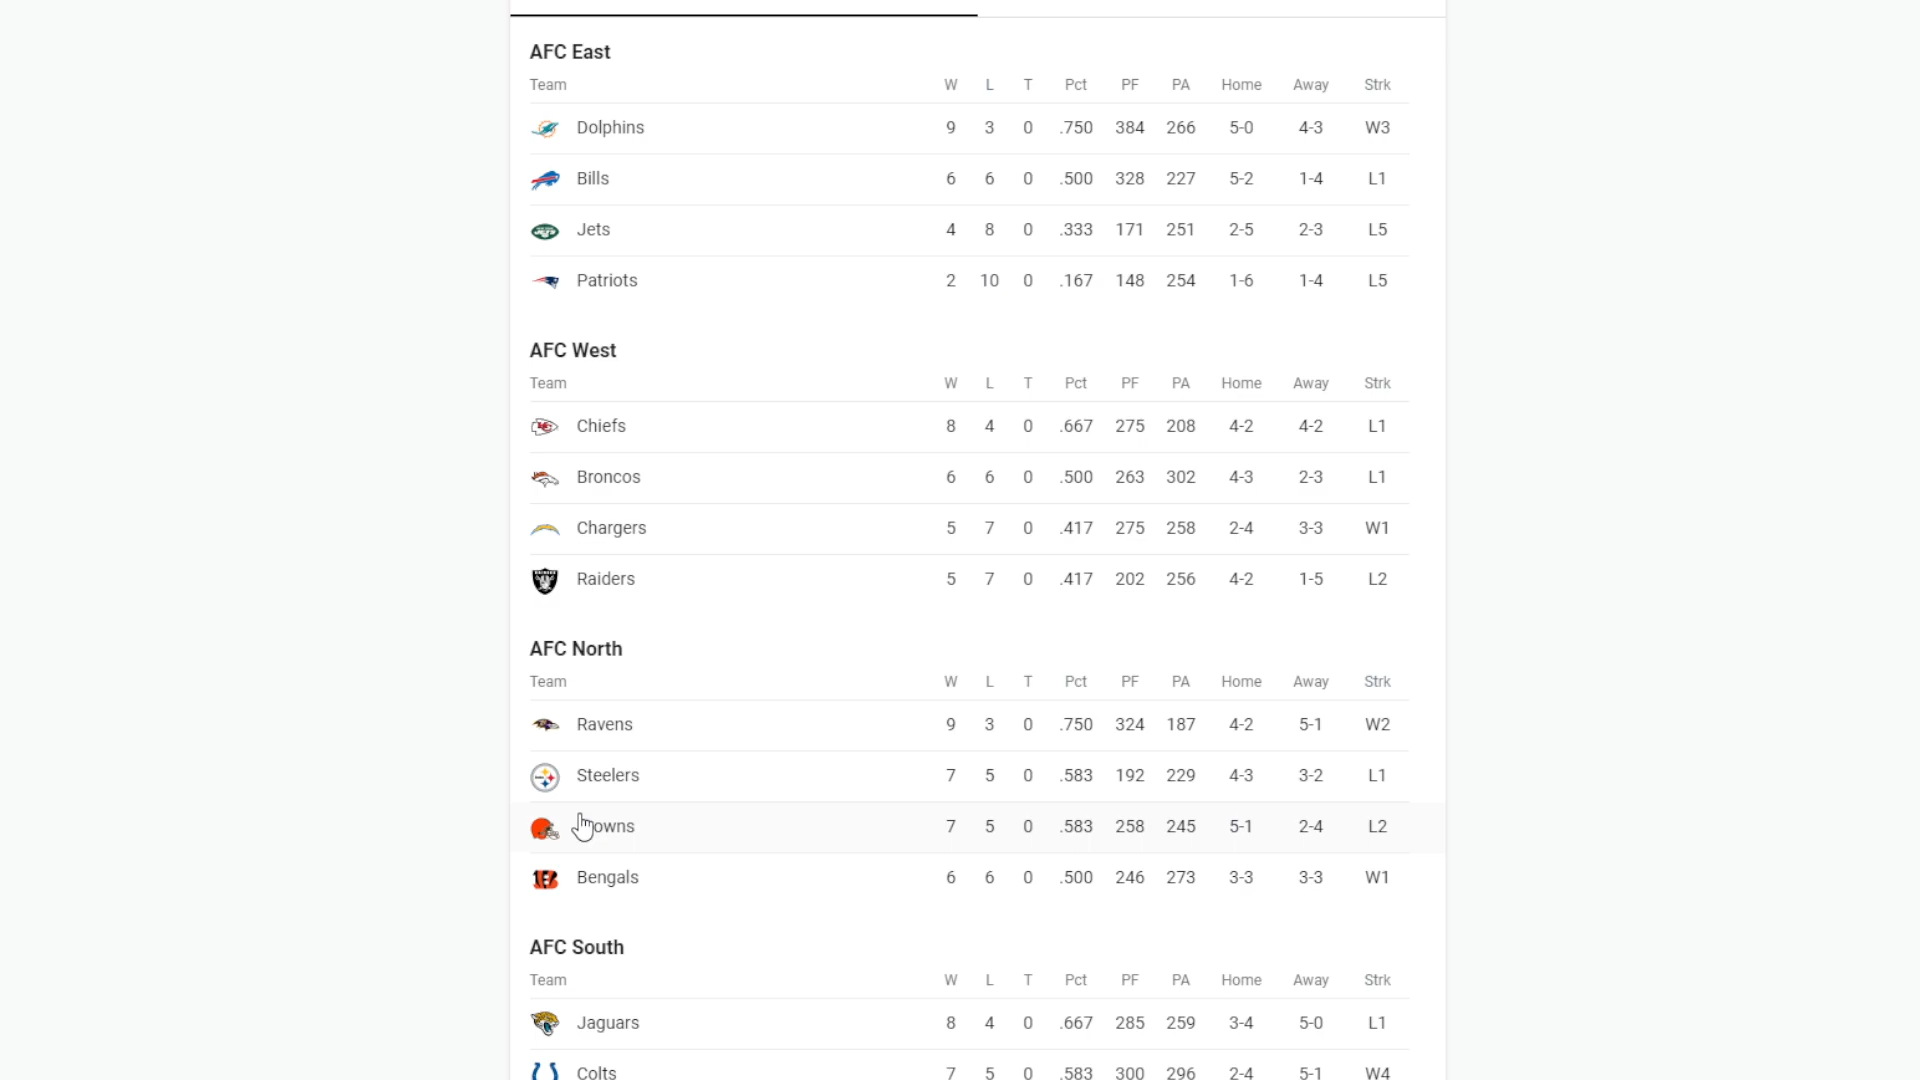 AFC East
Team W L T Pct PF PA Home Away Strk
Dolphins 9 3 0 .750 384 266 5-0 4-3 W3
Bills 6 6 0 .500 328 227 5-2 1-4 L1
Jets 4 8 0 .333 171 251 2-5 2-3 L5
Patriots 2 10 0 .167 148 254 1-6 1-4 L5
AFC West
Team W L T Pct PF PA Home Away Strk
Chiefs 8 4 0 .667 275 208 4-2 4-2 L1
Broncos 6 6 0 .500 263 302 4-3 2-3 L1
Chargers 5 7 0 .417 275 258 2-4 3-3 W1
Raiders 5 7 0 .417 202 256 4-2 1-5 L2
AFC North
Team W L T Pct PF PA Home Away Strk
Ravens 9 3 0 .750 324 187 4-2 5-1 W2
Steelers 7 5 0 .583 192 229 4-3 3-2 L1
owns 7 5 0 .583 258 245 5-1 2-4 L2
Bengals 6 6 0 .500 246 273 3-3 3-3 W1
AFC South
Team W L T Pct PF PA Home Away Strk
Jaguars 8 4 0 .667 285 259 3-4 5-0 L1
Colts 7 5 0 .583 300 296 2-4 5-1 W4